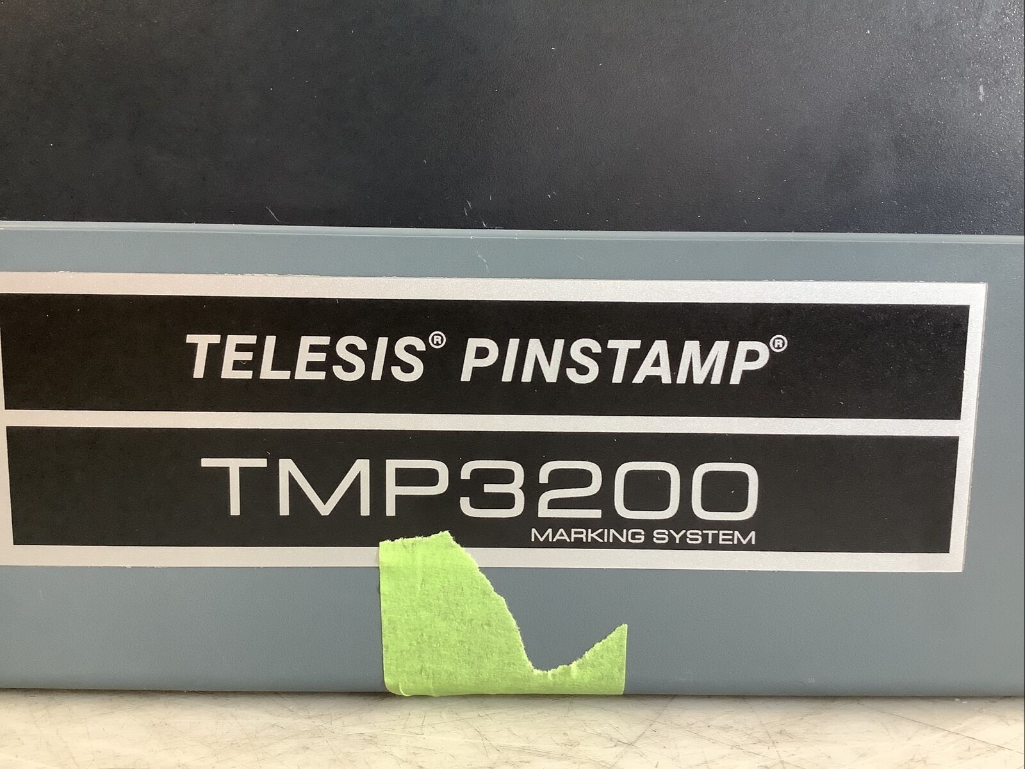 TELESIS® PINSTAMP®
TMP3200
MARKING SYSTEM